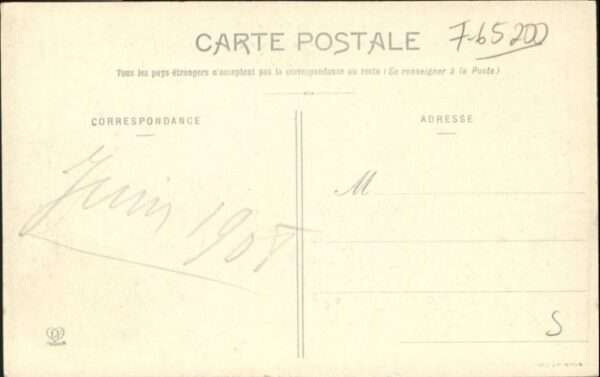 CARTE POSTALE
7-65200
Tous les pays étrangers n'acceptent pas la correspondance au recto (Se renseigner à la Poste)
CORRESPONDANCE
ADRESSE
Juin 1908
M
S